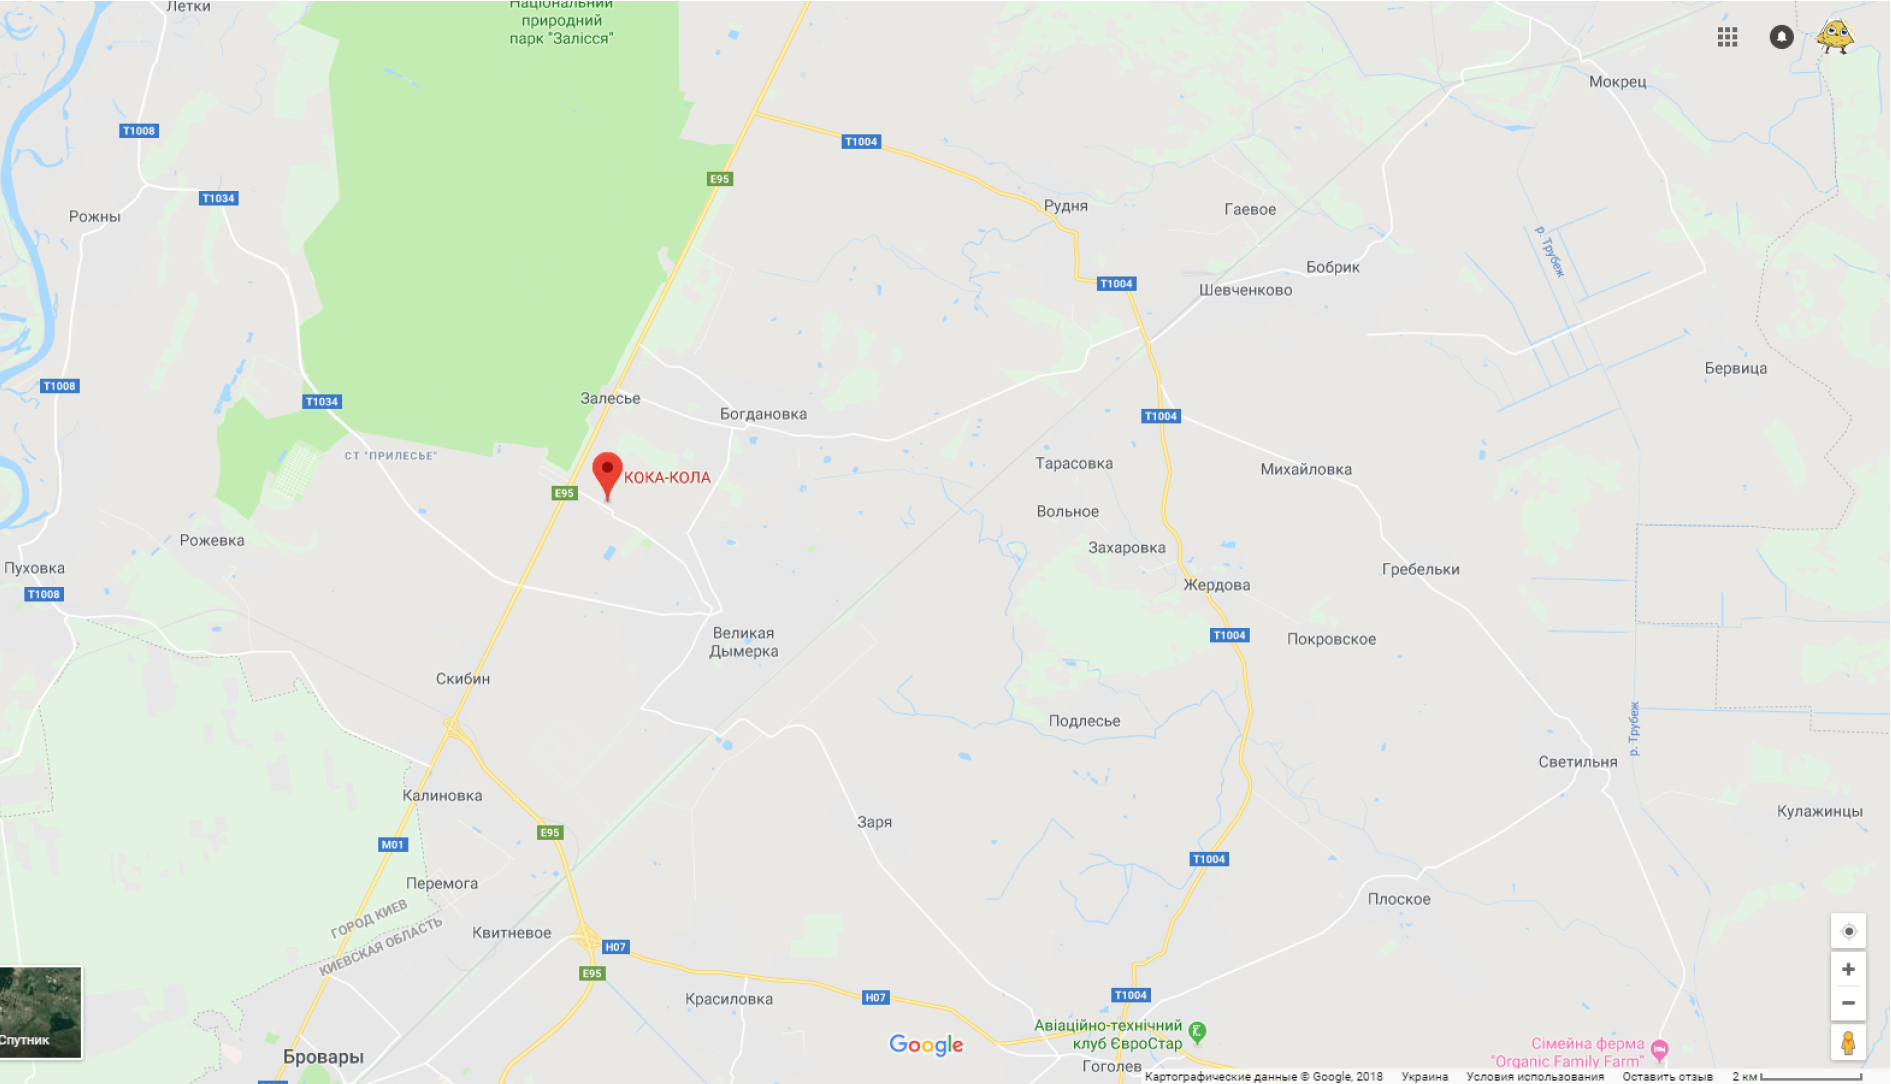 Летки
Національний
природний
парк "Залісся"
Мокрец
T1008
T1004
E95
T1034
Рожны
Рудня
Гаевое
р. Трубеж
Бобрик
T1004
Шевченково
Бервица
T1008
T1034
Залесье
Богдановка
T1004
СТ "ПРИЛЕСЬЕ"
Тарасовка
Михайловка
КОКА-КОЛА
E95
Вольное
Рожевка
Захаровка
Пуховка
Гребельки
Жердова
T1008
Великая
Дымерка
T1004
Покровское
Скибин
Подлесье
р. Трубеж
Светильня
Калиновка
Кулажинцы
Заря
E95
M01
T1004
Перемога
Плоское
ГОРОД КИЕВ
КИЕВСКАЯ ОБЛАСТЬ
Квитневое
H07
E95
Красиловка
H07
T1004
Спутник
Авіаційно-технічний
клуб ЄвроСтар
Google
Сімейна ферма
"Organic Family Farm"
Бровары
Гоголев
Картографические данные © Google, 2018 Украина Условия использования Оставить отзыв 2 км